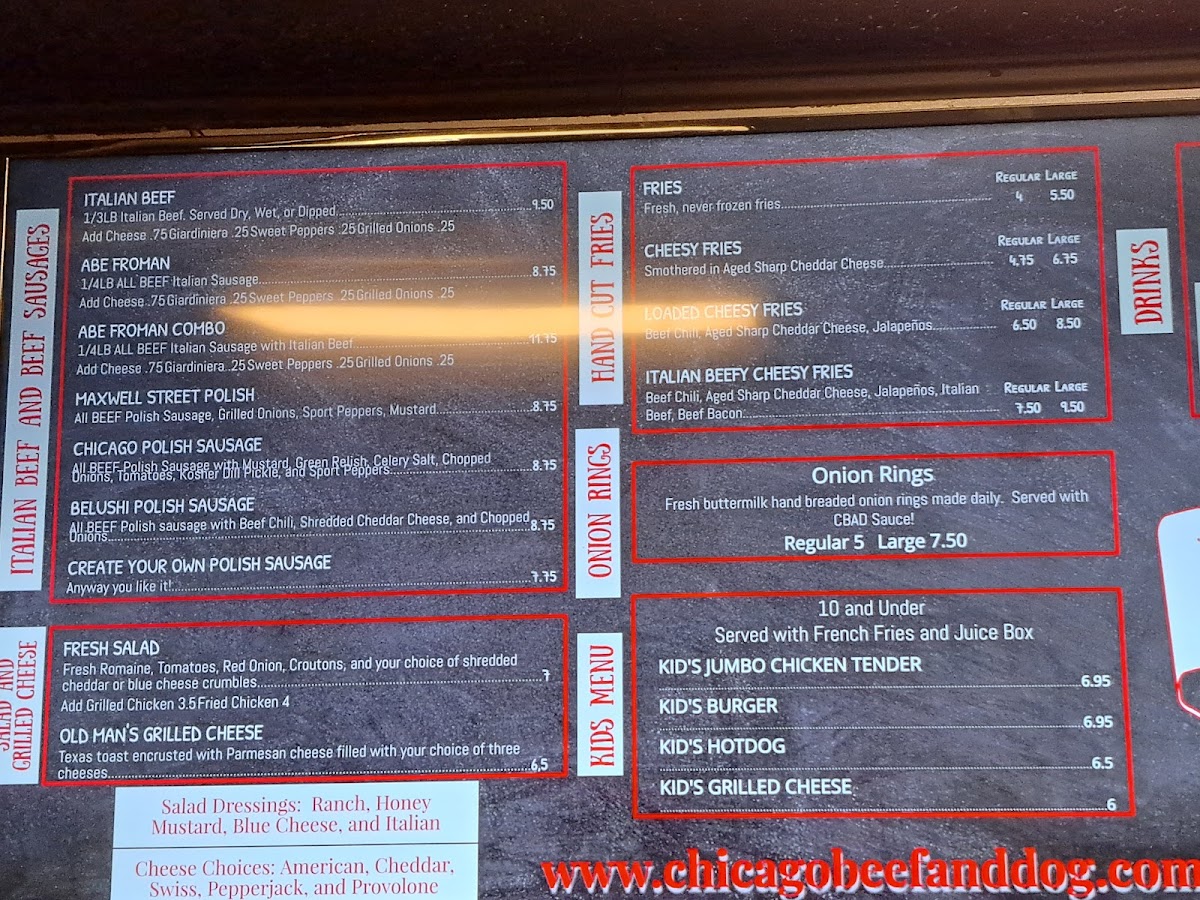 ITALIAN BEEF AND BEEF SAUSAGES
ITALIAN BEEF
1/3LB Italian Beef. Served Dry, Wet, or Dipped 9.50
Add Cheese .75 Giardiniera .25 Sweet Peppers .25 Grilled Onions .25
ABE FROMAN
1/4LB ALL BEEF Italian Sausage 8.75
Add Cheese .75 Giardiniera .25 Sweet Peppers .25 Grilled Onions .25
ABE FROMAN COMBO
1/4LB ALL BEEF Italian Sausage with Italian Beef 11.75
Add Cheese .75 Giardiniera .25 Sweet Peppers .25 Grilled Onions .25
MAXWELL STREET POLISH
All BEEF Polish Sausage, Grilled Onions, Sport Peppers, Mustard 8.75
CHICAGO POLISH SAUSAGE
All BEEF Polish Sausage with Mustard, Green Relish, Celery Salt, Chopped
Onions, Tomatoes, Kosher Dill Pickle, and Sport Peppers 8.75
BELUSHI POLISH SAUSAGE
All BEEF Polish sausage with Beef Chili, Shredded Cheddar Cheese, and Chopped
Onions 8.75
CREATE YOUR OWN POLISH SAUSAGE
Anyway you like it! 7.75
SALAD AND
GRILLED CHEESE
FRESH SALAD
Fresh Romaine, Tomatoes, Red Onion, Croutons, and your choice of shredded
cheddar or blue cheese crumbles 7
Add Grilled Chicken 3.5 Fried Chicken 4
OLD MAN'S GRILLED CHEESE
Texas toast encrusted with Parmesan cheese filled with your choice of three
cheeses 6.5
Salad Dressings: Ranch, Honey
Mustard, Blue Cheese, and Italian
Cheese Choices: American, Cheddar,
Swiss, Pepperjack, and Provolone
HAND CUT FRIES
FRIES Regular Large
Fresh, never frozen fries 4 5.50
CHEESY FRIES Regular Large
Smothered in Aged Sharp Cheddar Cheese 4.75 6.75
LOADED CHEESY FRIES Regular Large
Beef Chili, Aged Sharp Cheddar Cheese, Jalapeños 6.50 8.50
ITALIAN BEEFY CHEESY FRIES
Beef Chili, Aged Sharp Cheddar Cheese, Jalapeños, Italian Regular Large
Beef, Beef Bacon 7.50 9.50
ONION RINGS
Onion Rings
Fresh buttermilk hand breaded onion rings made daily. Served with
CBAD Sauce!
Regular 5 Large 7.50
KIDS MENU
10 and Under
Served with French Fries and Juice Box
KID'S JUMBO CHICKEN TENDER
6.95
KID'S BURGER
6.95
KID'S HOTDOG
6.5
KID'S GRILLED CHEESE
6
DRINKS
www.chicagobeefanddog.com